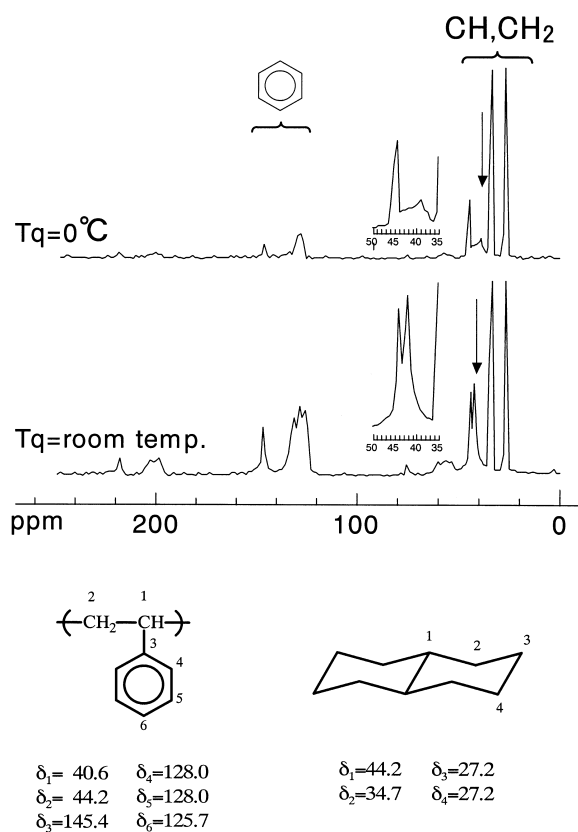 CH,CH2
50 45 40 35
Tq=0℃
50 45 40 35
Tq=room temp.
ppm 200 100 0
2 1
CH2 CH
3
4
5
6
1 2 3
4
δ1= 40.6 δ4=128.0
δ2= 44.2 δ5=128.0
δ3=145.4 δ6=125.7
δ1=44.2 δ3=27.2
δ2=34.7 δ4=27.2